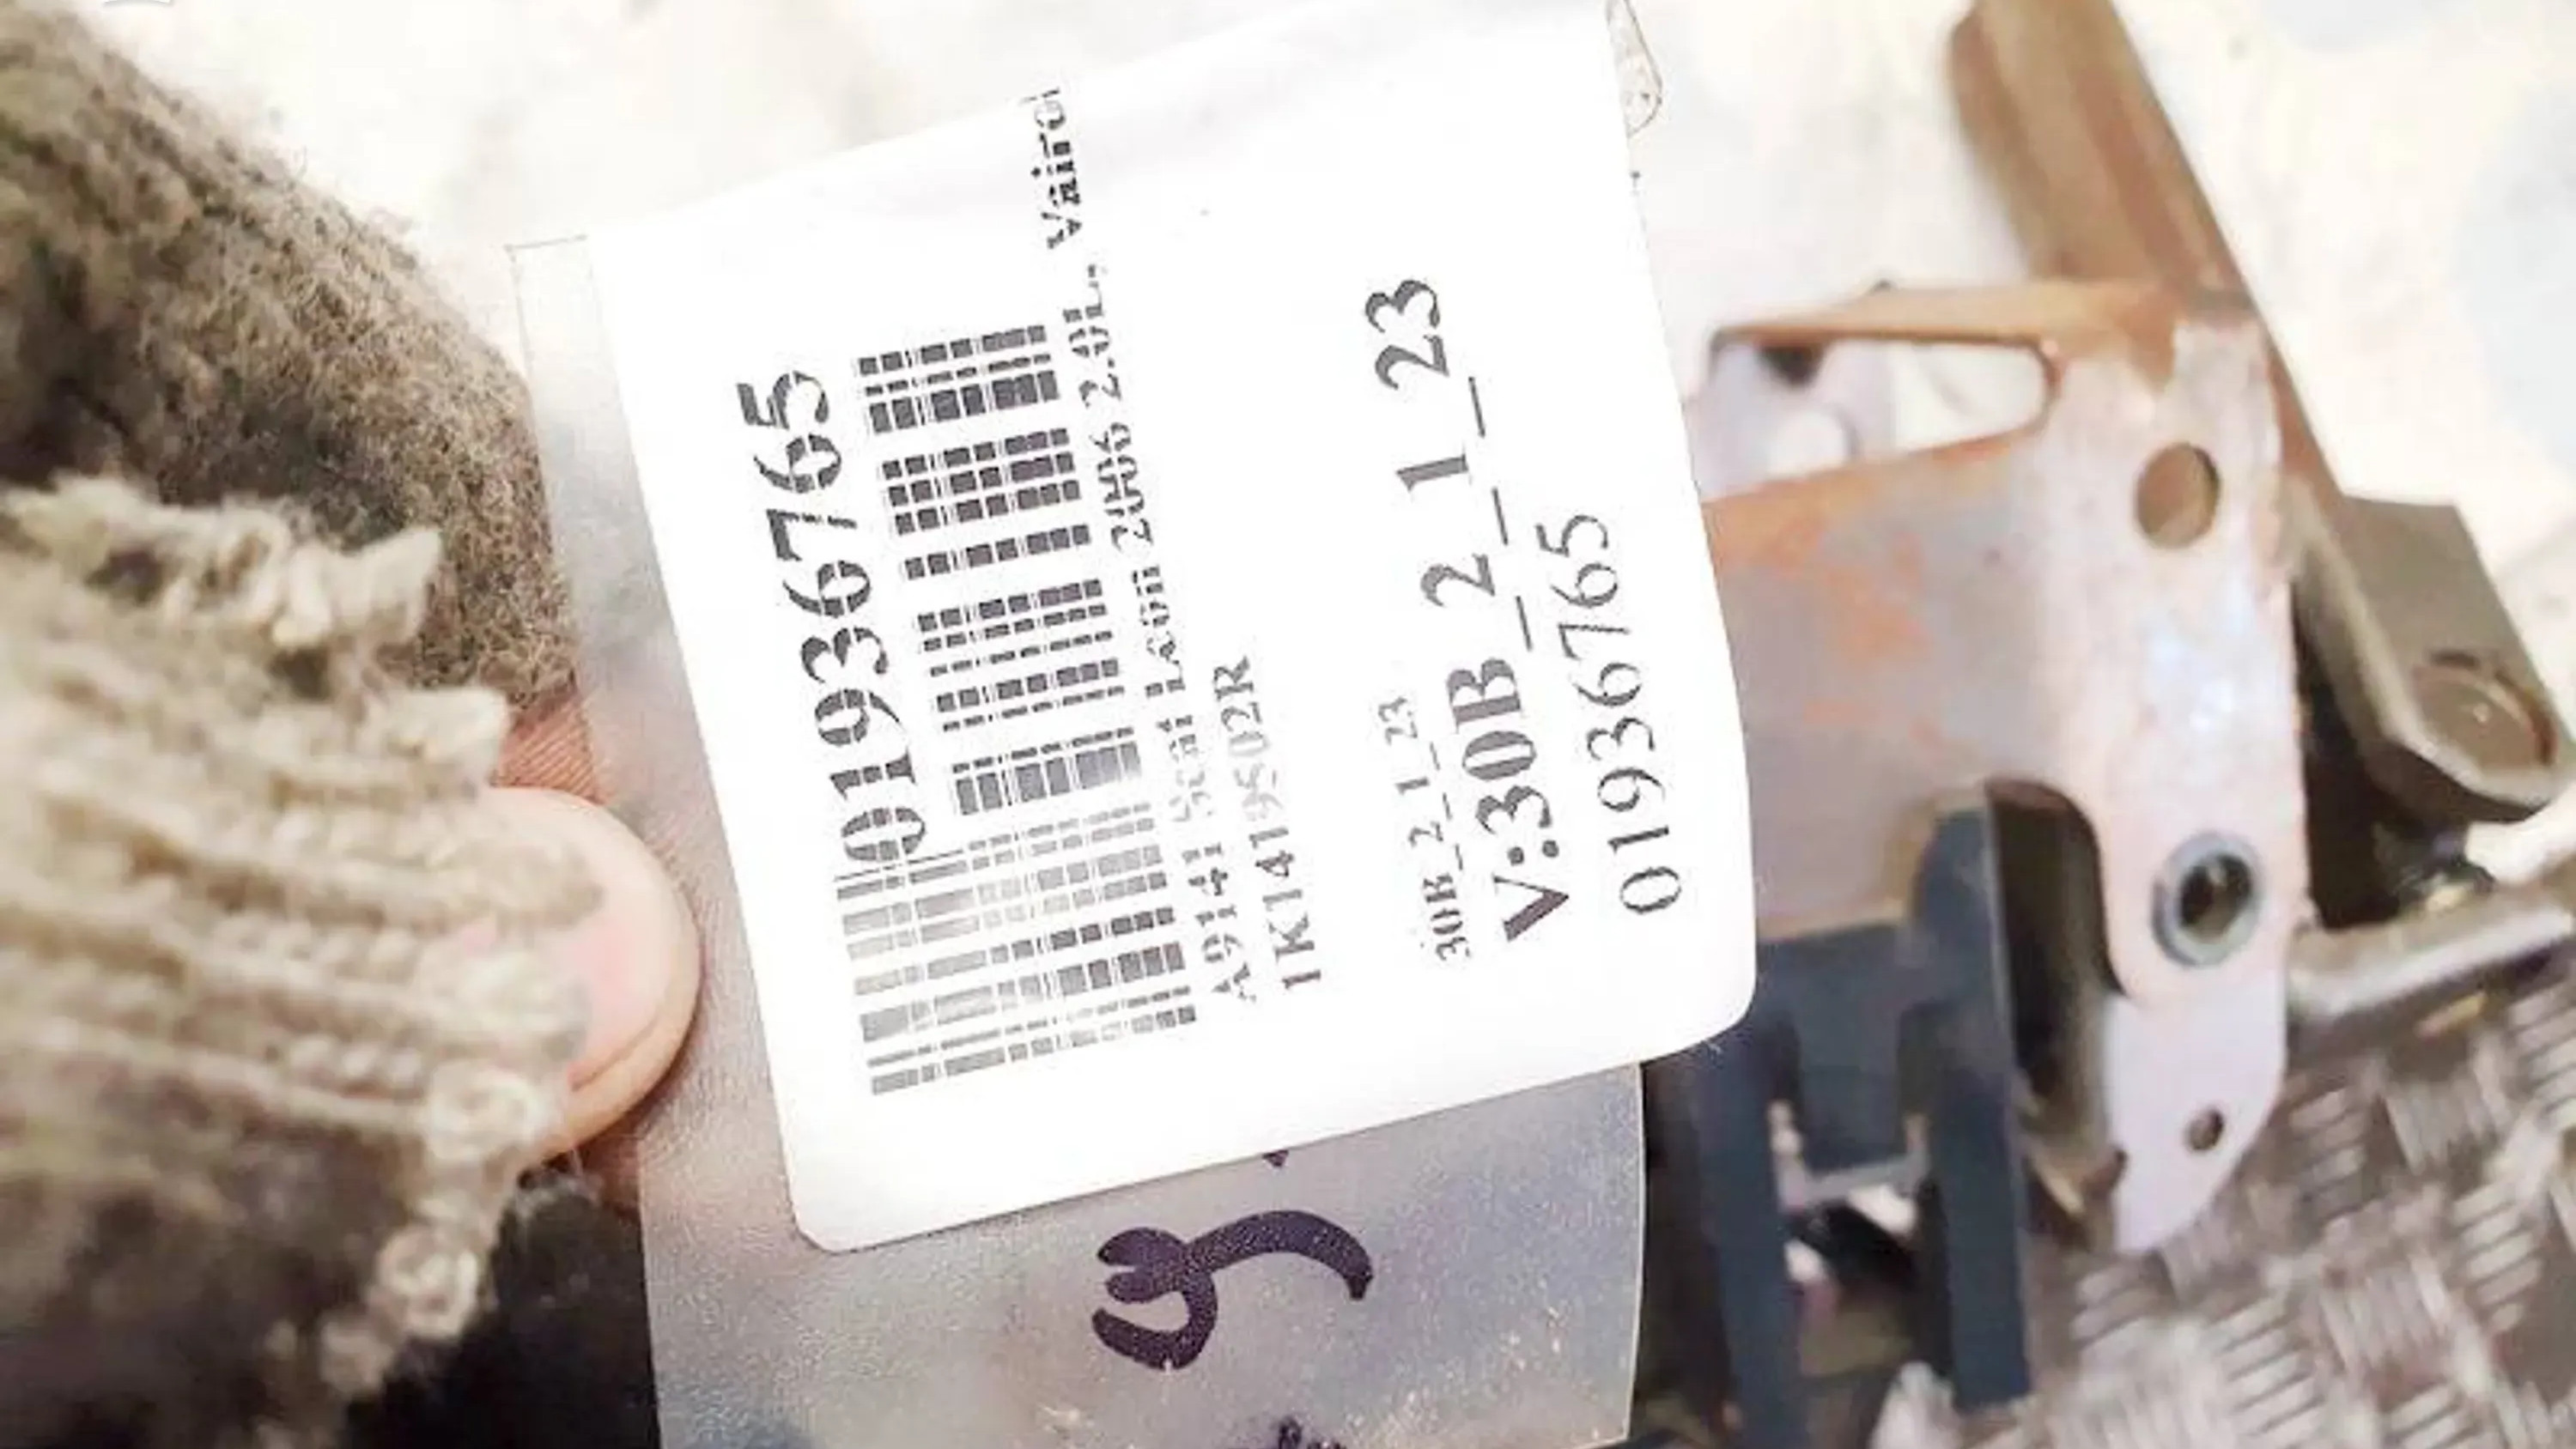 01936765
A9141 Seat Leon 2006 2.0L, Vairo
1K1419502R
30B_2_1_23
V:30B_2_1_23
01936765